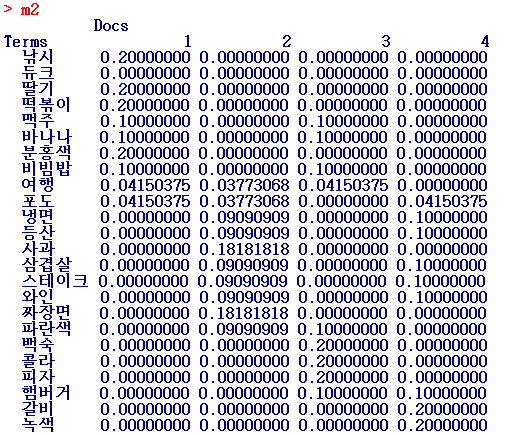 > m2
Docs
Terms 1 2 3 4
낚시 0.20000000 0.00000000 0.00000000 0.00000000
듀크 0.00000000 0.00000000 0.00000000 0.00000000
딸기 0.20000000 0.00000000 0.00000000 0.00000000
떡볶이 0.20000000 0.00000000 0.00000000 0.00000000
맥주 0.10000000 0.00000000 0.10000000 0.00000000
바나나 0.10000000 0.00000000 0.10000000 0.00000000
분홍색 0.20000000 0.00000000 0.00000000 0.00000000
비빔밥 0.10000000 0.00000000 0.10000000 0.00000000
여행 0.04150375 0.03773068 0.04150375 0.00000000
포도 0.04150375 0.03773068 0.00000000 0.04150375
냉면 0.00000000 0.09090909 0.00000000 0.10000000
등산 0.00000000 0.09090909 0.00000000 0.10000000
사과 0.00000000 0.18181818 0.00000000 0.00000000
삼겹살 0.00000000 0.09090909 0.00000000 0.10000000
스테이크 0.00000000 0.09090909 0.00000000 0.10000000
와인 0.00000000 0.09090909 0.00000000 0.10000000
짜장면 0.00000000 0.18181818 0.00000000 0.00000000
파란색 0.00000000 0.09090909 0.10000000 0.00000000
백숙 0.00000000 0.00000000 0.20000000 0.00000000
콜라 0.00000000 0.00000000 0.20000000 0.00000000
피자 0.00000000 0.00000000 0.20000000 0.00000000
햄버거 0.00000000 0.00000000 0.10000000 0.10000000
갈비 0.00000000 0.00000000 0.00000000 0.20000000
녹색 0.00000000 0.00000000 0.00000000 0.20000000